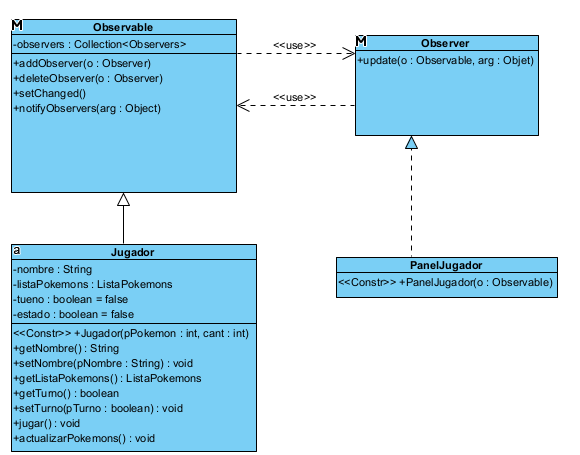 M
Observable
-observers : Collection<Observers>
+addObserver(o : Observer)
+deleteObserver(o : Observer)
+setChanged()
+notifyObservers(arg : Object)
<<use>>
<<use>>
M
Observer
+update(o : Observable, arg : Objet)
a
Jugador
-nombre : String
-listaPokemons : ListaPokemons
-tueno : boolean = false
-estado : boolean = false
<<Constr>> +Jugador(pPokemon : int, cant : int)
+getNombre() : String
+setNombre(pNombre : String) : void
+getListaPokemons() : ListaPokemons
+getTurno() : boolean
+setTurno(pTurno : boolean) : void
+jugar() : void
+actualizarPokemons() : void
PanelJugador
<<Constr>> +PanelJugador(o : Observable)